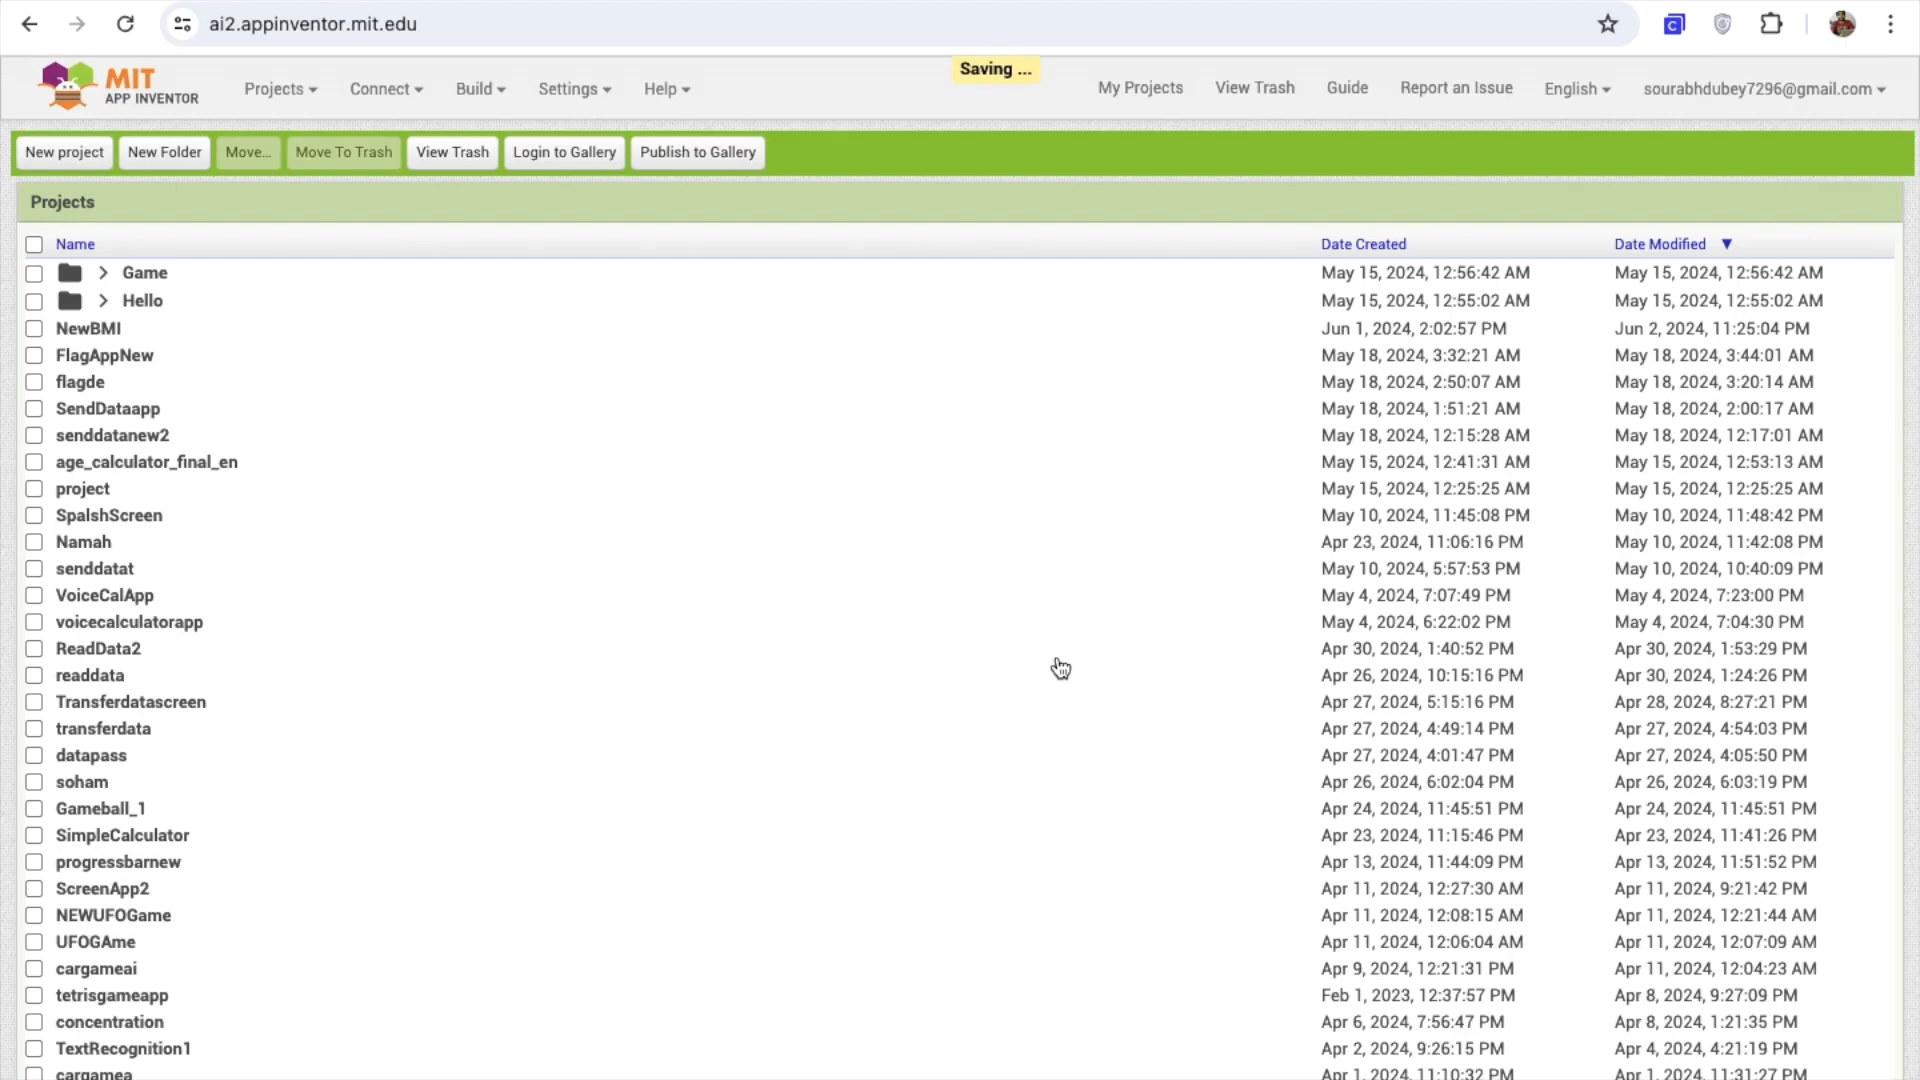 ai2.appinventor.mit.edu
MIT APP INVENTOR
Projects Connect Build Settings Help
Saving ...
My Projects View Trash Guide Report an Issue English sourabhdubey7296@gmail.com
New project New Folder Move... Move To Trash View Trash Login to Gallery Publish to Gallery
Projects
Name Date Created Date Modified
Game May 15, 2024, 12:56:42 AM May 15, 2024, 12:56:42 AM
Hello May 15, 2024, 12:55:02 AM May 15, 2024, 12:55:02 AM
NewBMI Jun 1, 2024, 2:02:57 PM Jun 2, 2024, 11:25:04 PM
FlagAppNew May 18, 2024, 3:32:21 AM May 18, 2024, 3:44:01 AM
flagde May 18, 2024, 2:50:07 AM May 18, 2024, 3:20:14 AM
SendDataapp May 18, 2024, 1:51:21 AM May 18, 2024, 2:00:17 AM
senddatanew2 May 18, 2024, 12:15:28 AM May 18, 2024, 12:17:01 AM
age_calculator_final_en May 15, 2024, 12:41:31 AM May 15, 2024, 12:53:13 AM
project May 15, 2024, 12:25:25 AM May 15, 2024, 12:25:25 AM
SpalshScreen May 10, 2024, 11:45:08 PM May 10, 2024, 11:48:42 PM
Namah Apr 23, 2024, 11:06:16 PM May 10, 2024, 11:42:08 PM
senddatat May 10, 2024, 5:57:53 PM May 10, 2024, 10:40:09 PM
VoiceCalApp May 4, 2024, 7:07:49 PM May 4, 2024, 7:23:00 PM
voicecalculatorapp May 4, 2024, 6:22:02 PM May 4, 2024, 7:04:30 PM
ReadData2 Apr 30, 2024, 1:40:52 PM Apr 30, 2024, 1:53:29 PM
readdata Apr 26, 2024, 10:15:16 PM Apr 30, 2024, 1:24:26 PM
Transferdatascreen Apr 27, 2024, 5:15:16 PM Apr 28, 2024, 8:27:21 PM
transferdata Apr 27, 2024, 4:49:14 PM Apr 27, 2024, 4:54:03 PM
datapass Apr 27, 2024, 4:01:47 PM Apr 27, 2024, 4:05:50 PM
soham Apr 26, 2024, 6:02:04 PM Apr 26, 2024, 6:03:19 PM
Gameball_1 Apr 24, 2024, 11:45:51 PM Apr 24, 2024, 11:45:51 PM
SimpleCalculator Apr 23, 2024, 11:15:46 PM Apr 23, 2024, 11:41:26 PM
progressbarnew Apr 13, 2024, 11:44:09 PM Apr 13, 2024, 11:51:52 PM
ScreenApp2 Apr 11, 2024, 12:27:30 AM Apr 11, 2024, 9:21:42 PM
NEWUFOGame Apr 11, 2024, 12:08:15 AM Apr 11, 2024, 12:21:44 AM
UFOGAme Apr 11, 2024, 12:06:04 AM Apr 11, 2024, 12:07:09 AM
cargameai Apr 9, 2024, 12:21:31 PM Apr 11, 2024, 12:04:23 AM
tetrisgameapp Feb 1, 2023, 12:37:57 PM Apr 8, 2024, 9:27:09 PM
concentration Apr 6, 2024, 7:56:47 PM Apr 8, 2024, 1:21:35 PM
TextRecognition1 Apr 2, 2024, 9:26:15 PM Apr 4, 2024, 4:21:19 PM
cargamea Apr 1, 2024, 11:10:32 PM Apr 1, 2024, 11:31:27 PM